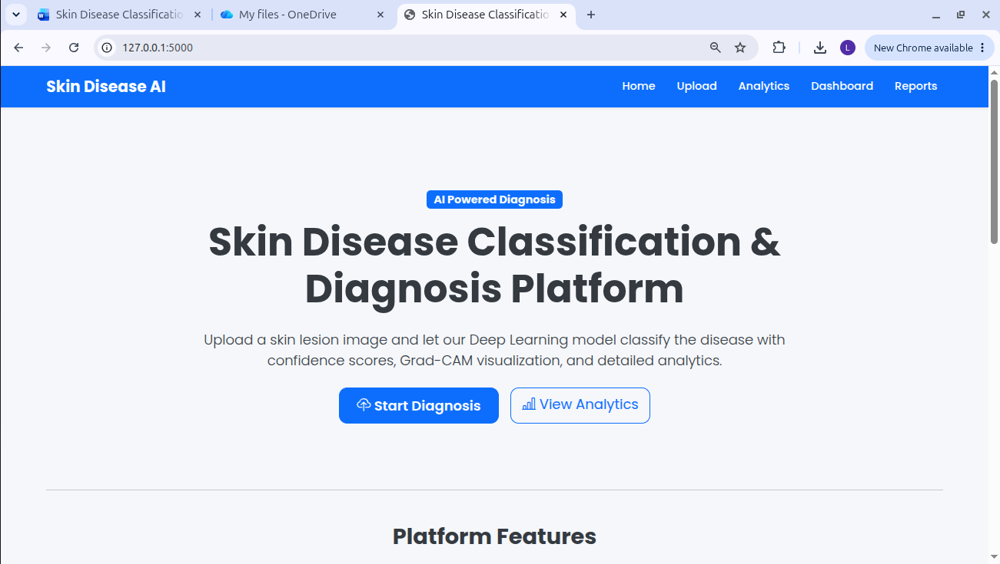 Skin Disease Classificatio
My files - OneDrive
Skin Disease Classificatio
127.0.0.1:5000
L
New Chrome available
Skin Disease AI
Home
Upload
Analytics
Dashboard
Reports
AI Powered Diagnosis
Skin Disease Classification &
Diagnosis Platform
Upload a skin lesion image and let our Deep Learning model classify the disease with
confidence scores, Grad-CAM visualization, and detailed analytics.
Start Diagnosis
View Analytics
Platform Features